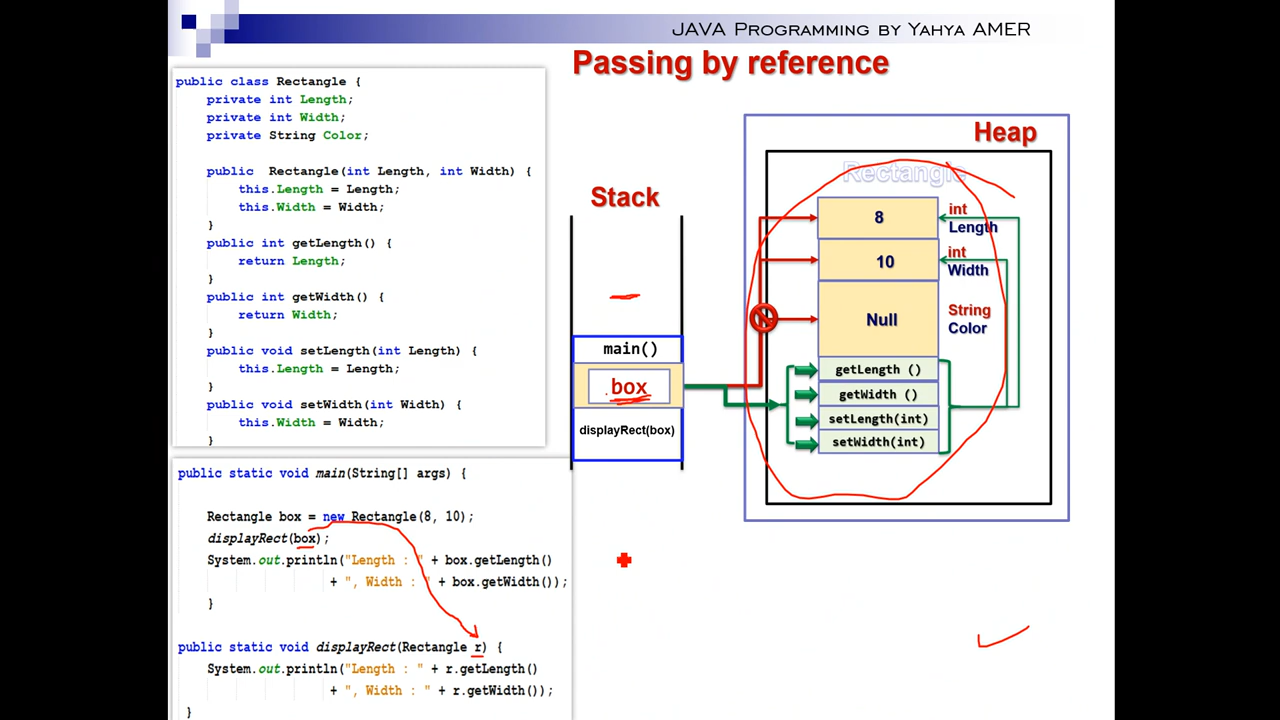 JAVA Programming by Yahya AMER
Passing by reference
public class Rectangle {
private int Length;
private int Width;
private String Color;
public Rectangle(int Length, int Width) {
this.Length = Length;
this.Width = Width;
}
public int getLength() {
return Length;
}
public int getWidth() {
return Width;
}
public void setLength(int Length) {
this.Length = Length;
}
public void setWidth(int Width) {
this.Width = Width;
}
public static void main(String[] args) {
Rectangle box = new Rectangle(8, 10);
displayRect(box);
System.out.println("Length : " + box.getLength()
+ ", Width : " + box.getWidth());
}
public static void displayRect(Rectangle r) {
System.out.println("Length : " + r.getLength()
+ ", Width : " + r.getWidth());
}
Stack
main()
box
displayRect(box)
Heap
Rectangle
8
int
Length
10
int
Width
Null
String
Color
getLength ()
getWidth ()
setLength(int)
setWidth(int)